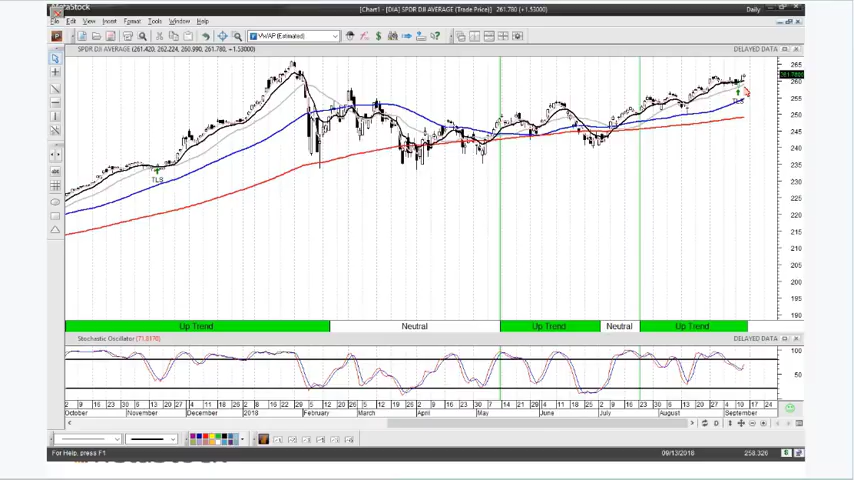 MetaStock
[Chart1 - [DIA] SPDR DJI AVERAGE (Trade Price)] 261.780 (+1.53000)
Daily
File Edit View Insert Format Tools Window Help
VWAP (Estimated)
SPDR DJI AVERAGE (261.420, 262.224, 260.990, 261.780, +1.53000)
DELAYED DATA
265
261.7800
260
255
250
245
240
235
230
225
220
215
210
205
200
195
190
TLS
TLS
Up Trend Neutral Up Trend Neutral Up Trend
Stochastic Oscillator (71.8170)
DELAYED DATA
100
50
October November December 2018 February March April May June July August September
For Help, press F1
09/13/2018
258.326